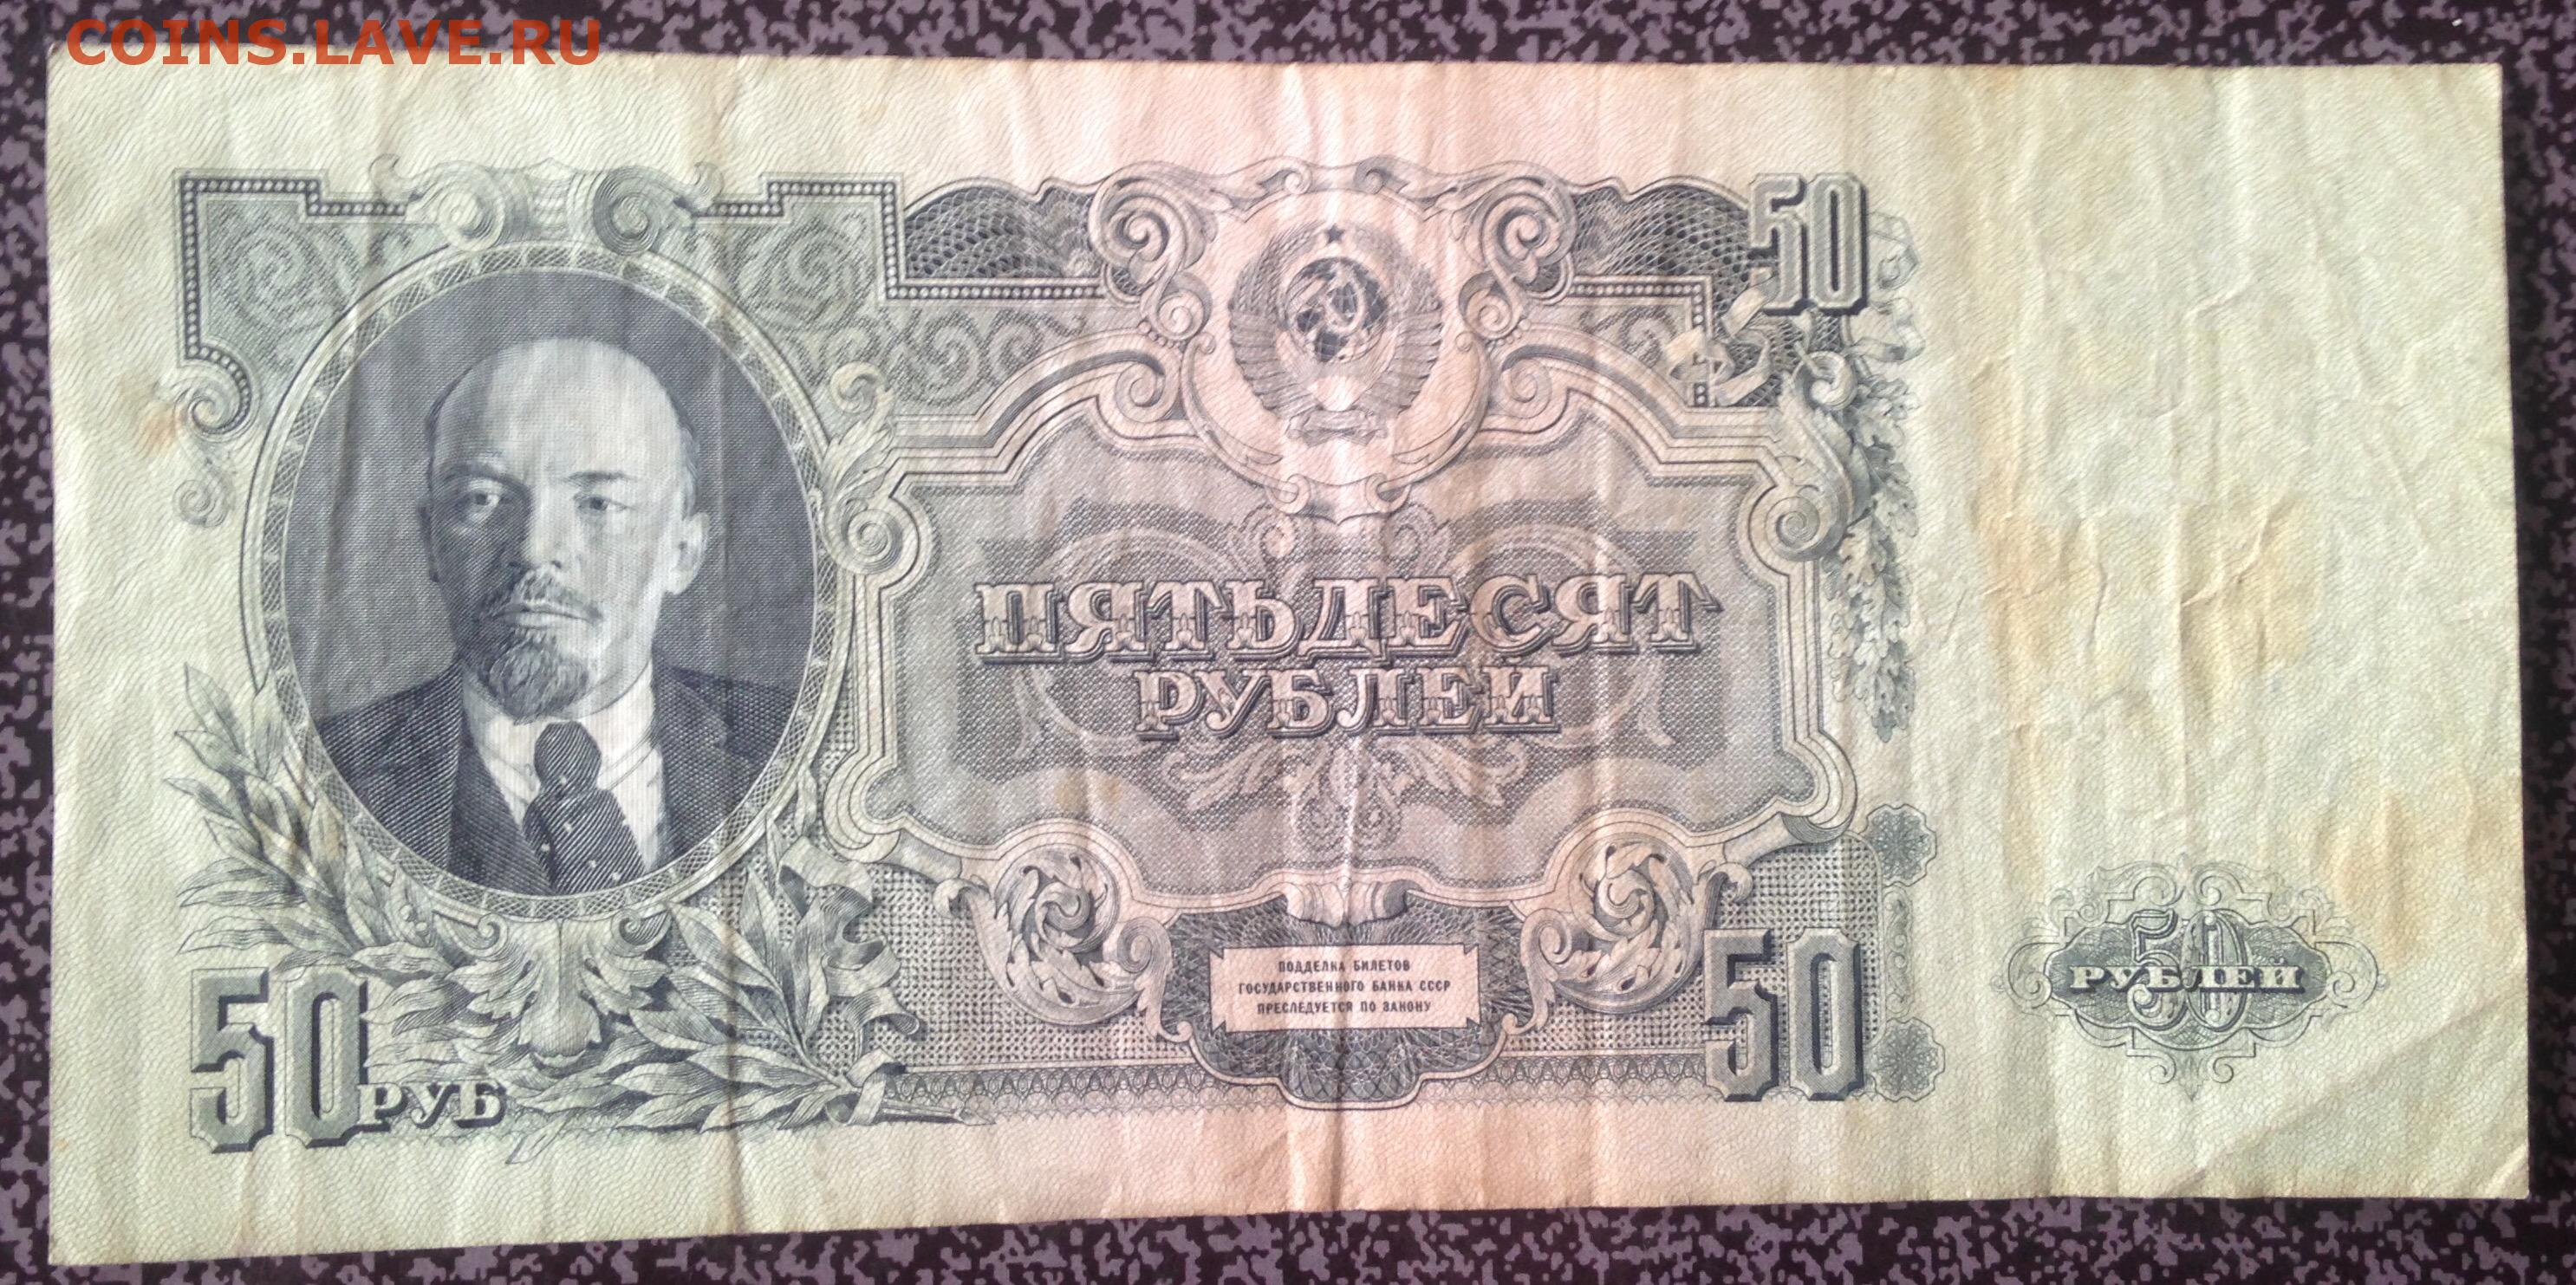 COINS.LAVE.RU
50
ПЯТЬДЕСЯТ
РУБЛЕЙ
ПОДДЕЛКА БИЛЕТОВ
ГОСУДАРСТВЕННОГО БАНКА СССР
ПРЕСЛЕДУЕТСЯ ПО ЗАКОНУ
50 РУБ
50
50
РУБЛЕЙ